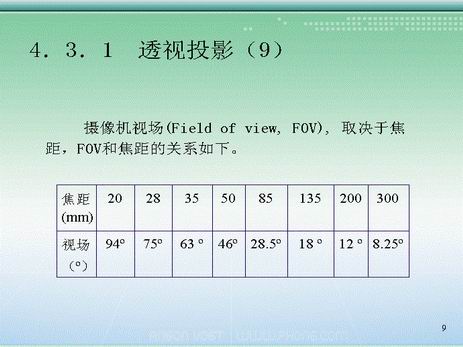 4．3．1　透视投影（9）
摄像机视场(Field of view, FOV), 取决于焦
距，FOV和焦距的关系如下。
焦距(mm) 20 28 35 50 85 135 200 300
视场（º） 94º 75º 63 º 46º 28.5º 18 º 12 º 8.25º
9